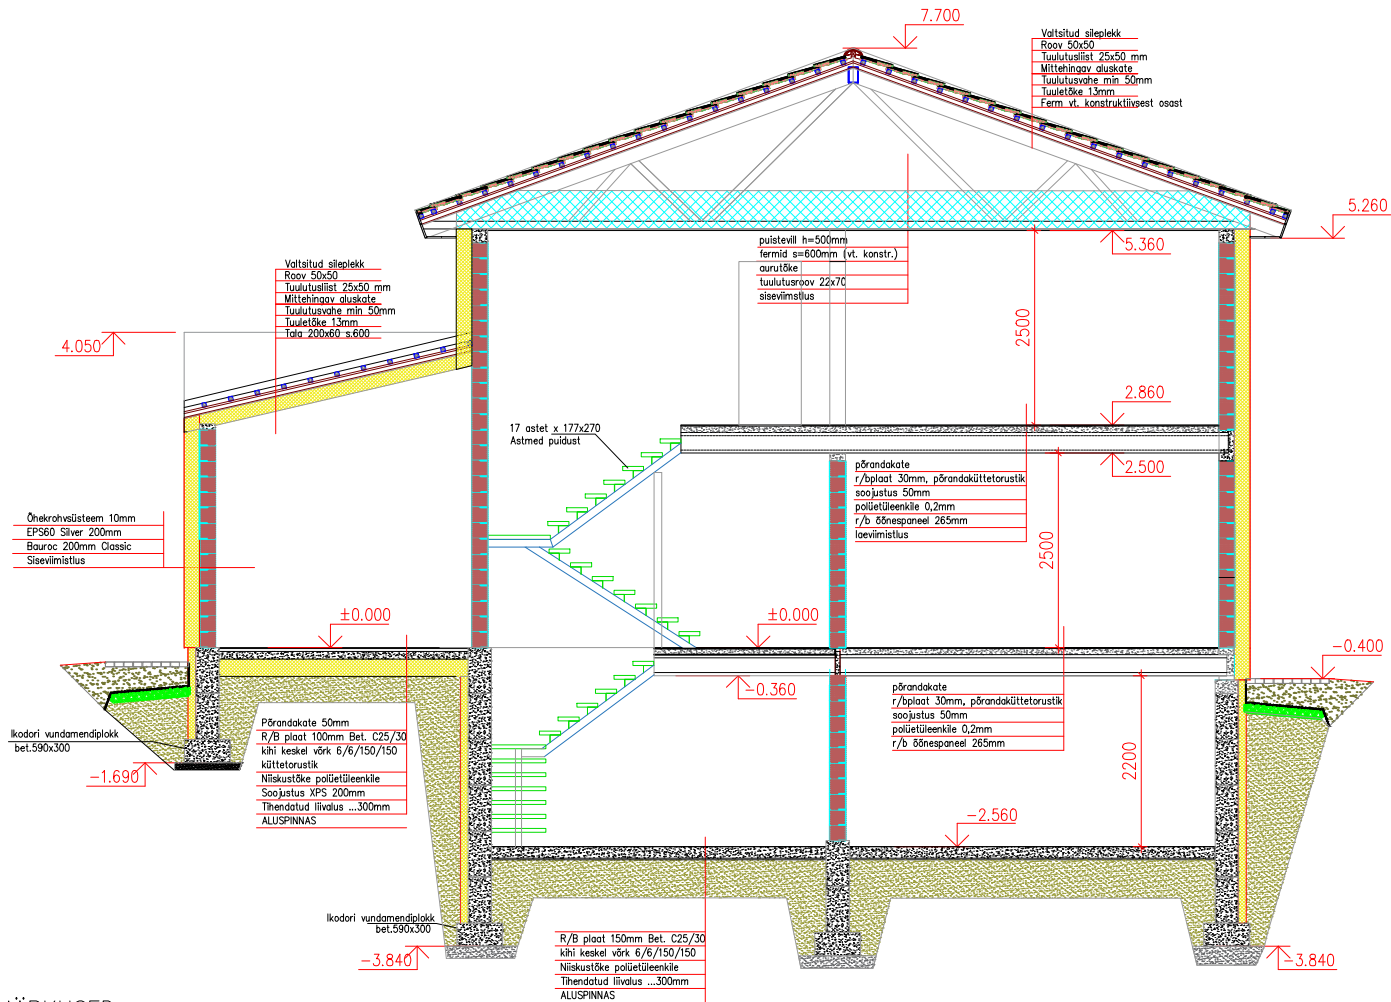 7.700
Valtsitud sileplekk
Roov 50x50
Tuulutusliist 25x50 mm
Mittehingav aluskate
Tuulutusvahe min 50mm
Tuuletõke 13mm
Ferm vt. konstruktiivsest osast
5.260
5.360
puistevill h=500mm
fermid s=600mm (vt. konstr.)
aurutõke
tuulutusroov 22x70
siseviimstlus
Valtsitud sileplekk
Roov 50x50
Tuulutusliist 25x50 mm
Mittehingav aluskate
Tuulutusvahe min 50mm
Tuuletõke 13mm
Tala 200x60 s.600
4.050
2500
2.860
17 astet x 177x270
Astmed puidust
2.500
põrandakate
r/bplaat 30mm, põrandaküttetorustik
soojustus 50mm
polüetüleenkile 0,2mm
r/b õõnespaneel 265mm
laeviimistlus
Õhekrohvsüsteem 10mm
EPS60 Silver 200mm
Bauroc 200mm Classic
Siseviimistlus
2500
±0.000
±0.000
-0.400
-0.360
põrandakate
r/bplaat 30mm, põrandaküttetorustik
soojustus 50mm
polüetüleenkile 0,2mm
r/b õõnespaneel 265mm
Ikodori vundamendiplokk
bet.590x300
-1.690
Põrandakate 50mm
R/B plaat 100mm Bet. C25/30
kihi keskel võrk 6/6/150/150
küttetorustik
Niiskustõke polüetüleenkile
Soojustus XPS 200mm
Tihendatud liivalus ...300mm
ALUSPINNAS
2200
-2.560
Ikodori vundamendiplokk
bet.590x300
-3.840
R/B plaat 150mm Bet. C25/30
kihi keskel võrk 6/6/150/150
Niiskustõke polüetüleenkile
Tihendatud liivalus ...300mm
ALUSPINNAS
-3.840